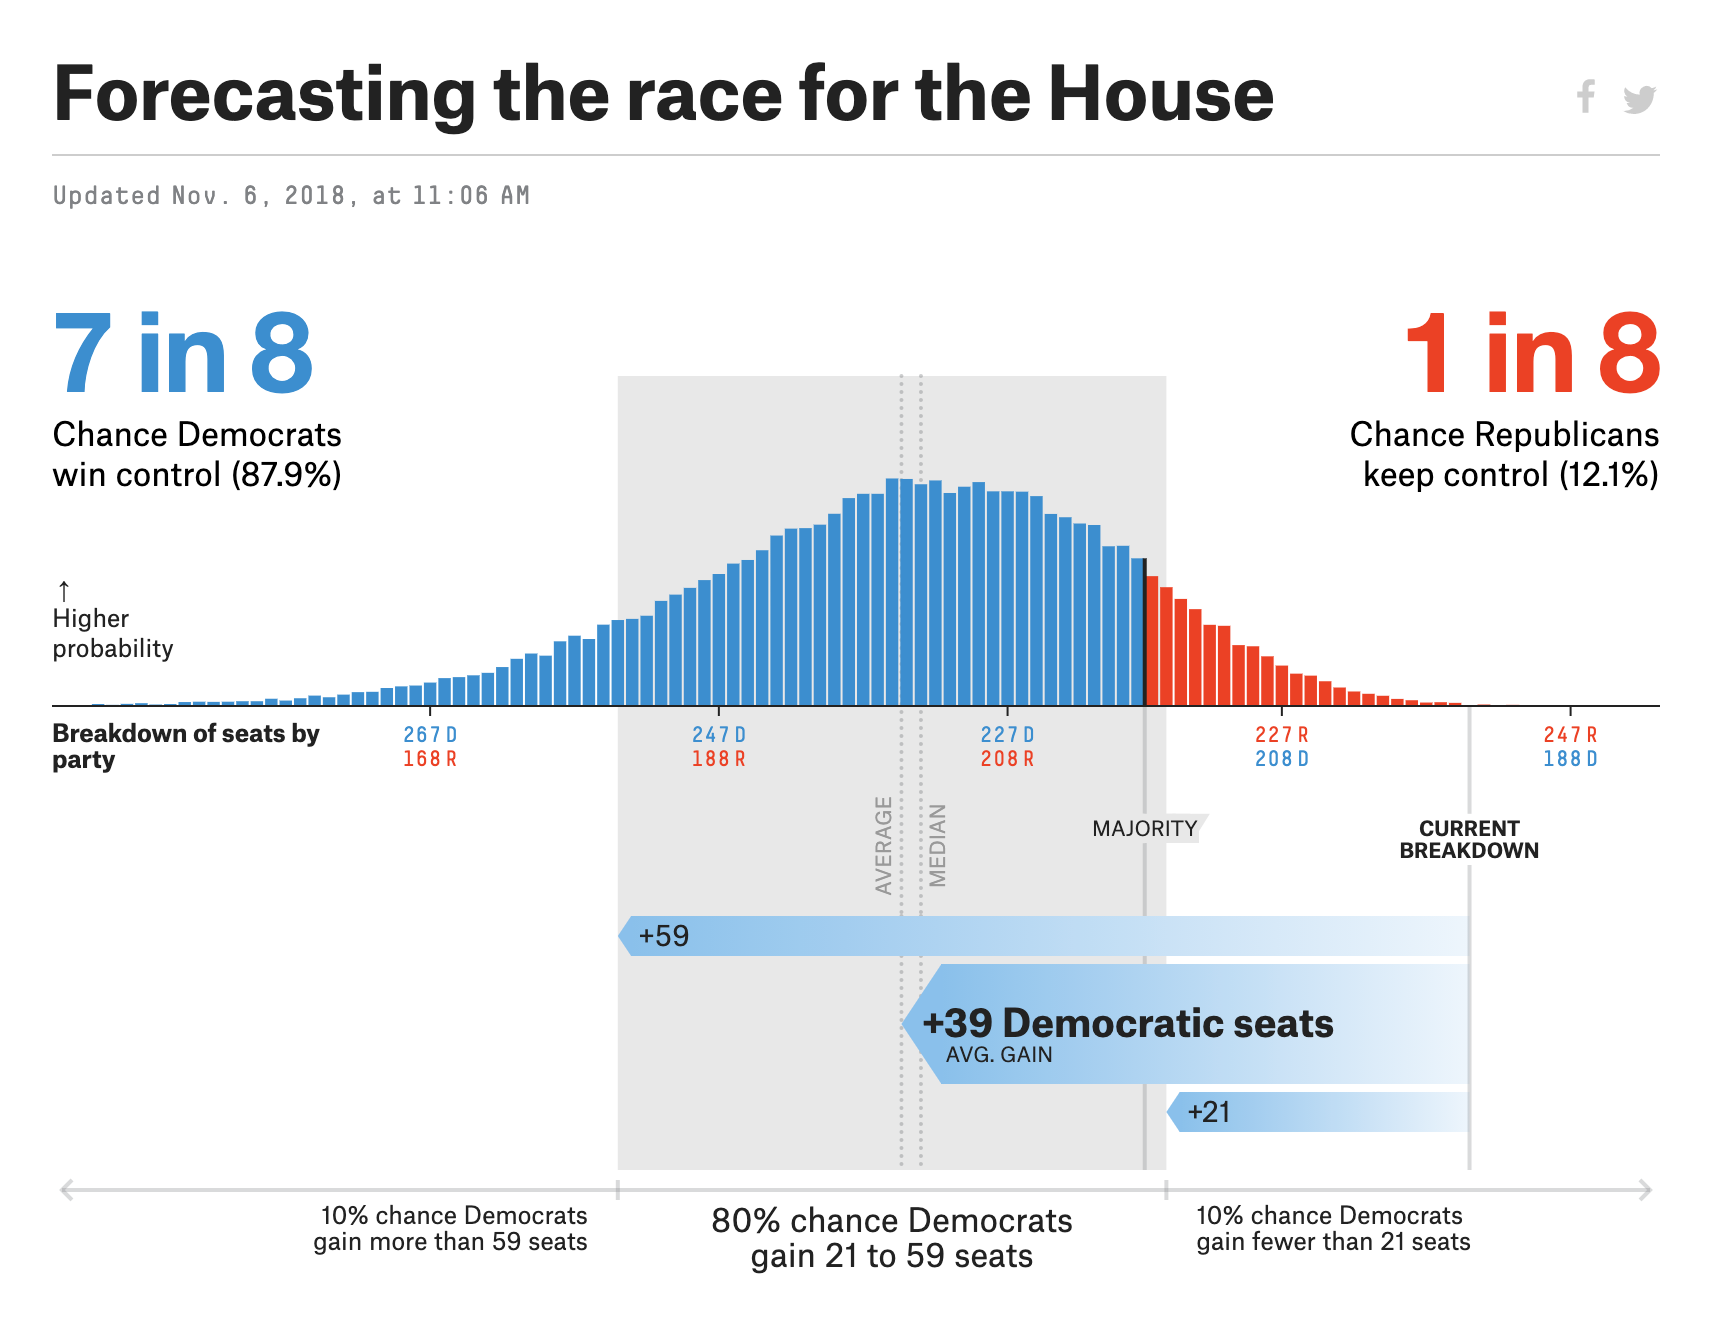 Forecasting the race for the House
Updated Nov. 6, 2018, at 11:06 AM
7 in 8
Chance Democrats
win control (87.9%)
1 in 8
Chance Republicans
keep control (12.1%)
↑
Higher
probability
Breakdown of seats by
party
267 D
168 R
247 D
188 R
227 D
208 R
227 R
208 D
247 R
188 D
AVERAGE
MEDIAN
MAJORITY
CURRENT
BREAKDOWN
+59
+39 Democratic seats
AVG. GAIN
+21
10% chance Democrats
gain more than 59 seats
80% chance Democrats
gain 21 to 59 seats
10% chance Democrats
gain fewer than 21 seats